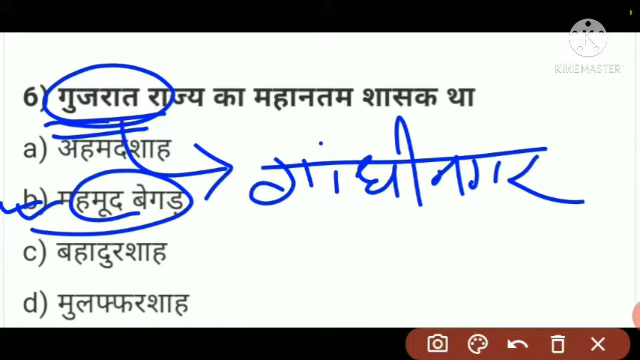 KINEMASTER
6) गुजरात राज्य का महानतम शासक था
a) अहमदशाह
गांधीनगर
b) महमूद बेगड़
c) बहादुरशाह
d) मुलफ्फरशाह